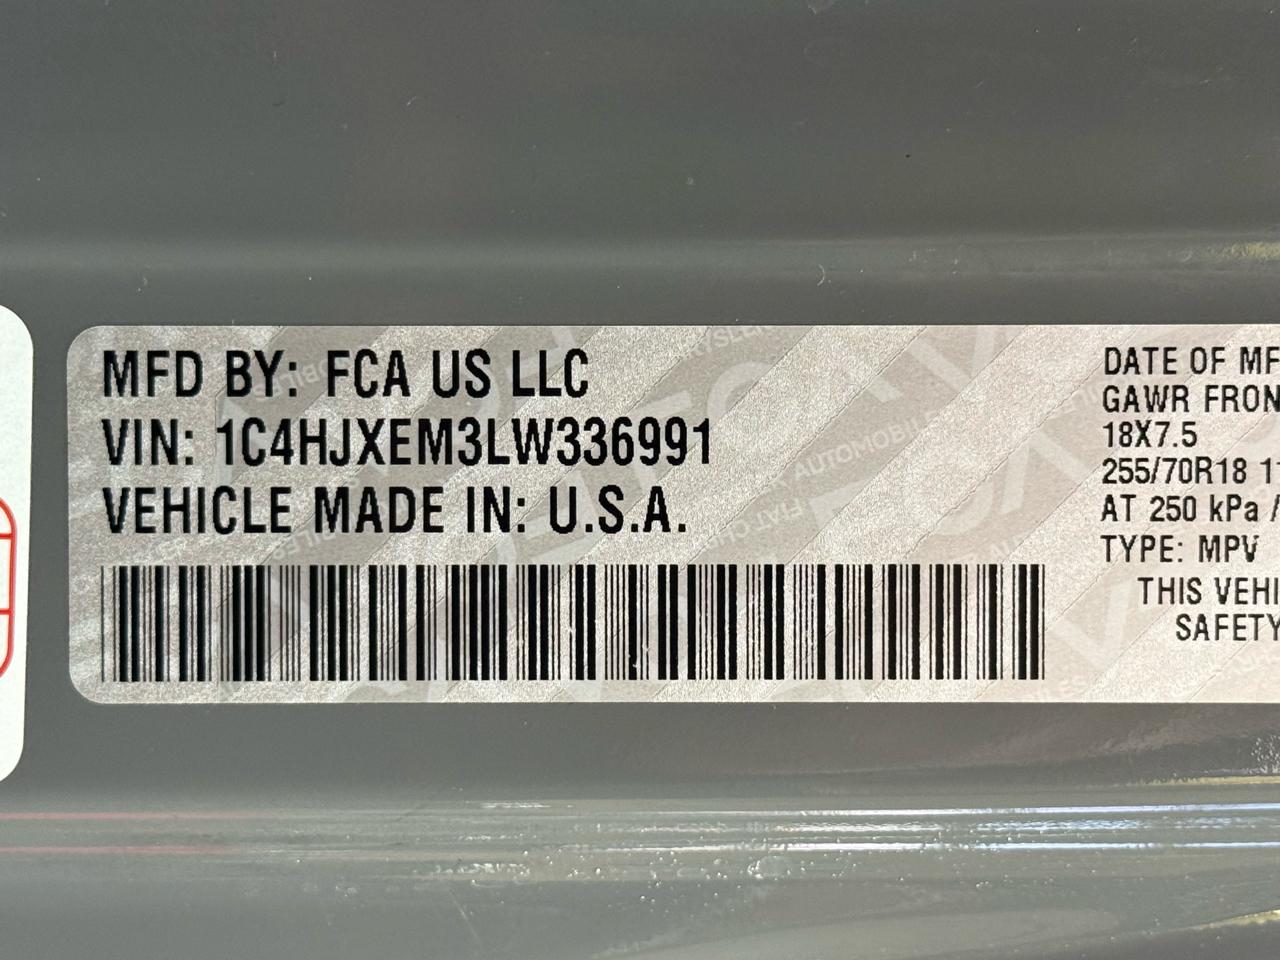 MFD BY: FCA US LLC
VIN: 1C4HJXEM3LW336991
VEHICLE MADE IN: U.S.A.
DATE OF MF
GAWR FRON
18X7.5
255/70R18 11
AT 250 kPa /
TYPE: MPV
THIS VEHI
SAFETY